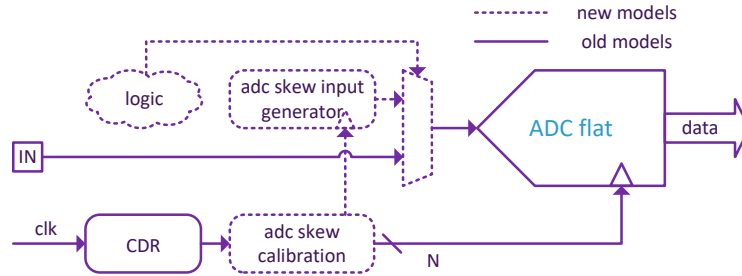 new models
old models
logic
adc skew input
generator
ADC flat
data
IN
clk
CDR
adc skew
calibration
N